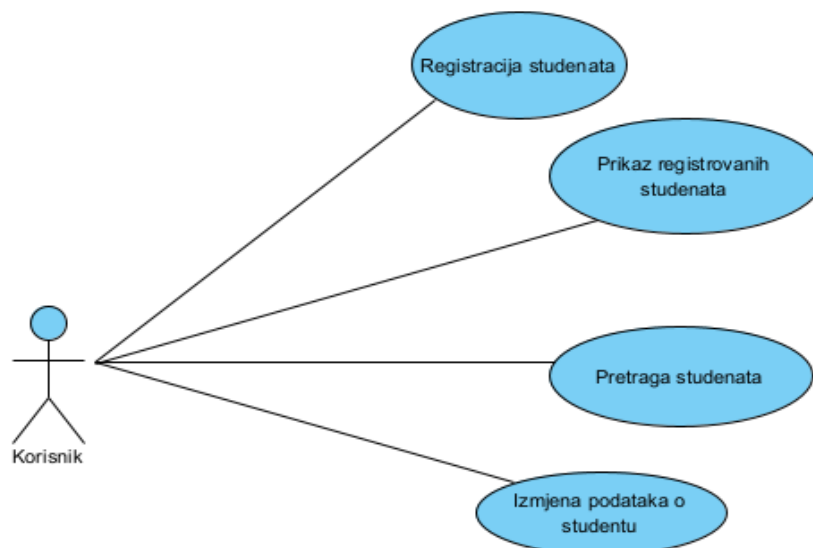 Registracija studenata
Prikaz registrovanih
studenata
Pretraga studenata
Korisnik
Izmjena podataka o
studentu